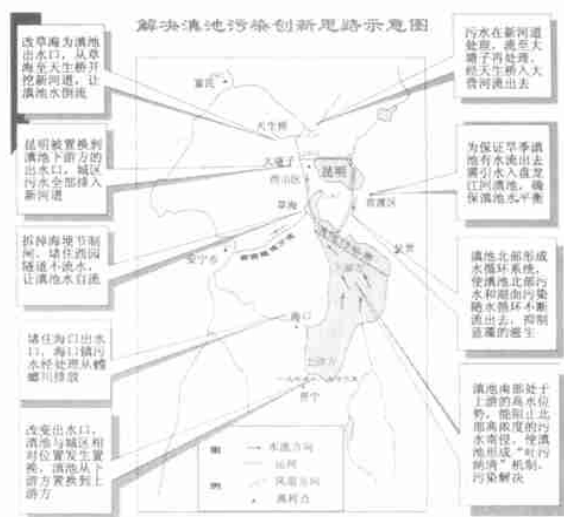 解决滇池污染创新思路示意图
改草海为滇池
出水口,从草
海至天生桥开
挖新河道,让
滇池水倒流
昆明被置换到
滇池下游方的
出水口,城区
污水全部排入
新河道
拆掉海埂节制
闸,堵住西园
隧道不流水,
让滇池水自流
堵住海口出水
口,海口镇污
水经处理从螳
螂川排放
改变出水口,
滇池与城区相
对位置发生置
换,滇池从下
游方置换到上
游方
污水在新河道
处理,流至大
塘子再处理,
经天生桥入大
营河流出去
为保证旱季滇
池有水流出去
需引水入盘龙
江回滇池,确
保滇池水平衡
滇池北部形成
水循环系统,
使滇池北部污
水和湖面污染
随水循环不断
流出去,抑制
蓝藻的滋生
滇池南部处于
上游的高水位
势,能阻止北
部高浓度的污
水南侵,使滇
池形成“吐污
纳清”机制,
污染解决
富民
天生桥
大塘子
西山区
昆明
官渡区
草海
安宁市
呈贡
海口
上游方
晋宁
图
例
水流方向
运河
风扇方向